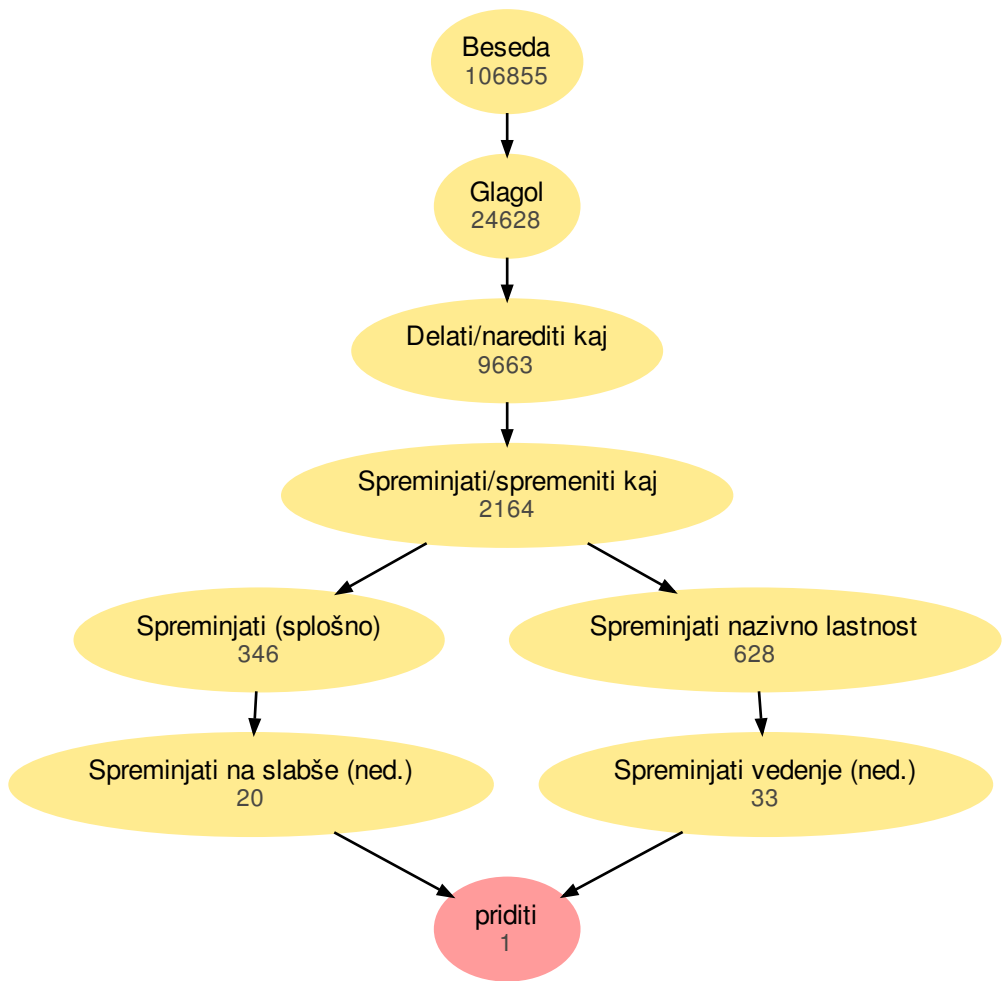 Beseda
106855
Glagol
24628
Delati/narediti kaj
9663
Spreminjati/spremeniti kaj
2164
Spreminjati (splošno)
346
Spreminjati nazivno lastnost
628
Spreminjati na slabše (ned.)
20
Spreminjati vedenje (ned.)
33
priditi
1